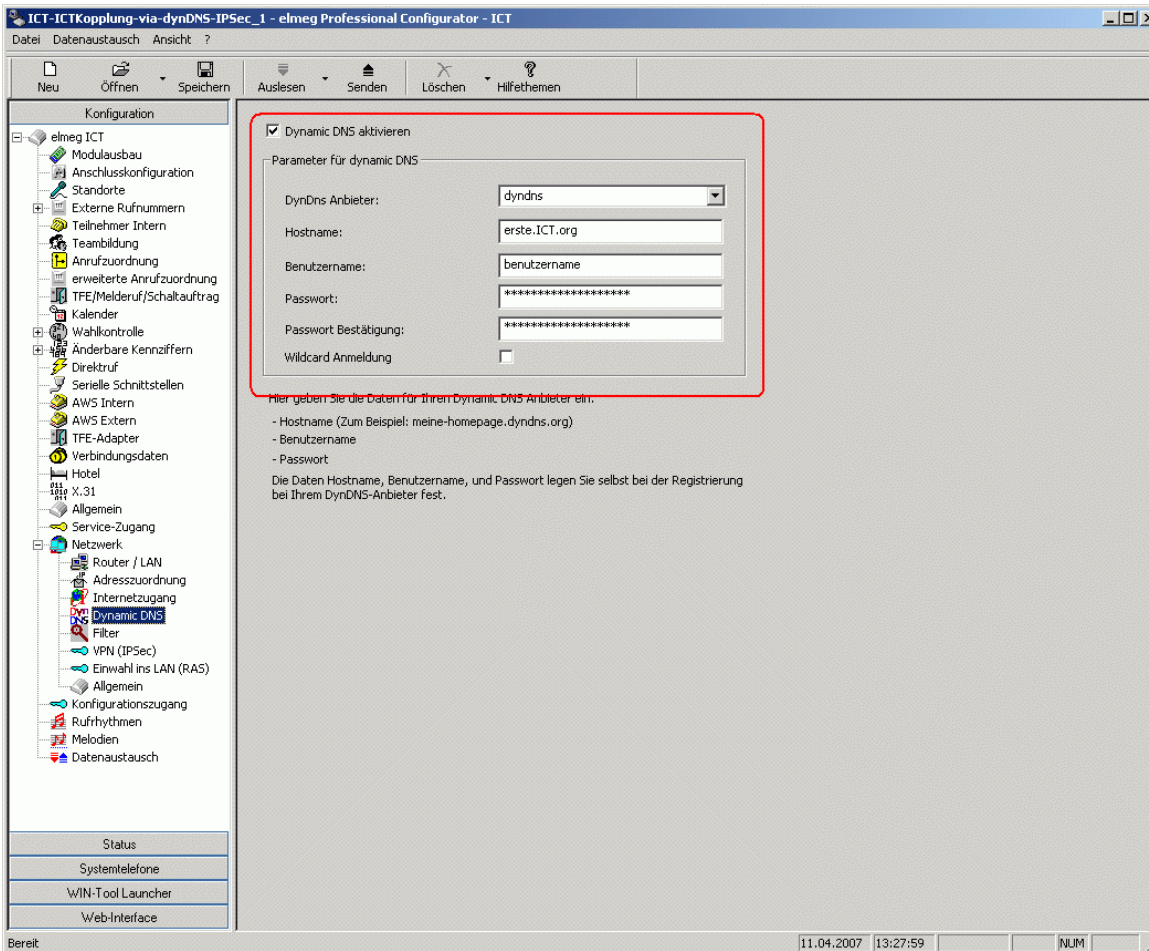 ICT-ICTKopplung-via-dynDNS-IPSec_1 - elmeg Professional Configurator - ICT
Datei Datenaustausch Ansicht ?
Neu Öffnen Speichern Auslesen Senden Löschen Hilfethemen
Konfiguration
elmeg ICT
Modulausbau
Anschlusskonfiguration
Standorte
Externe Rufnummern
Teilnehmer Intern
Teambildung
Anrufzuordnung
erweiterte Anrufzuordnung
TFE/Melderuf/Schaltauftrag
Kalender
Wahlkontrolle
Änderbare Kennziffern
Direktruf
Serielle Schnittstellen
AWS Intern
AWS Extern
TFE-Adapter
Verbindungsdaten
Hotel
X.31
Allgemein
Service-Zugang
Netzwerk
Router / LAN
Adresszuordnung
Internetzugang
Dynamic DNS
Filter
VPN (IPSec)
Einwahl ins LAN (RAS)
Allgemein
Konfigurationszugang
Rufrhythmen
Melodien
Datenaustausch
Status
Systemtelefone
WIN-Tool Launcher
Web-Interface
Dynamic DNS aktivieren
Parameter für dynamic DNS
DynDns Anbieter: dyndns
Hostname: erste.ICT.org
Benutzername: benutzername
Passwort: *******************
Passwort Bestätigung: *******************
Wildcard Anmeldung
Hier geben Sie die Daten für Ihren Dynamic DNS Anbieter ein.
- Hostname (Zum Beispiel: meine-homepage.dyndns.org)
- Benutzername
- Passwort
Die Daten Hostname, Benutzername, und Passwort legen Sie selbst bei der Registrierung
bei Ihrem DynDNS-Anbieter fest.
Bereit 11.04.2007 13:27:59 NUM